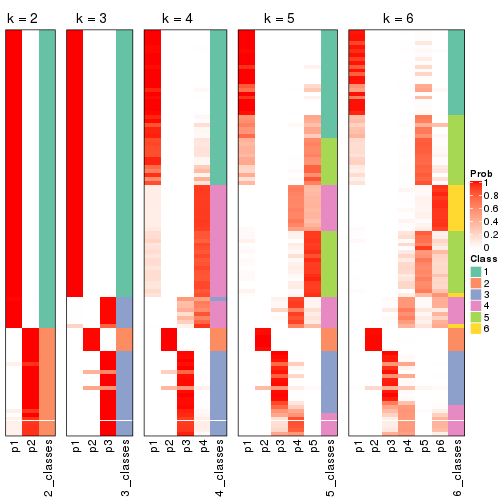 k = 2
k = 3
k = 4
k = 5
k = 6
p1
p2
2_classes
p1
p2
p3
3_classes
p1
p2
p3
p4
4_classes
p1
p2
p3
p4
p5
5_classes
p1
p2
p3
p4
p5
p6
6_classes
Prob
1
0.8
0.6
0.4
0.2
0
Class
1
2
3
4
5
6